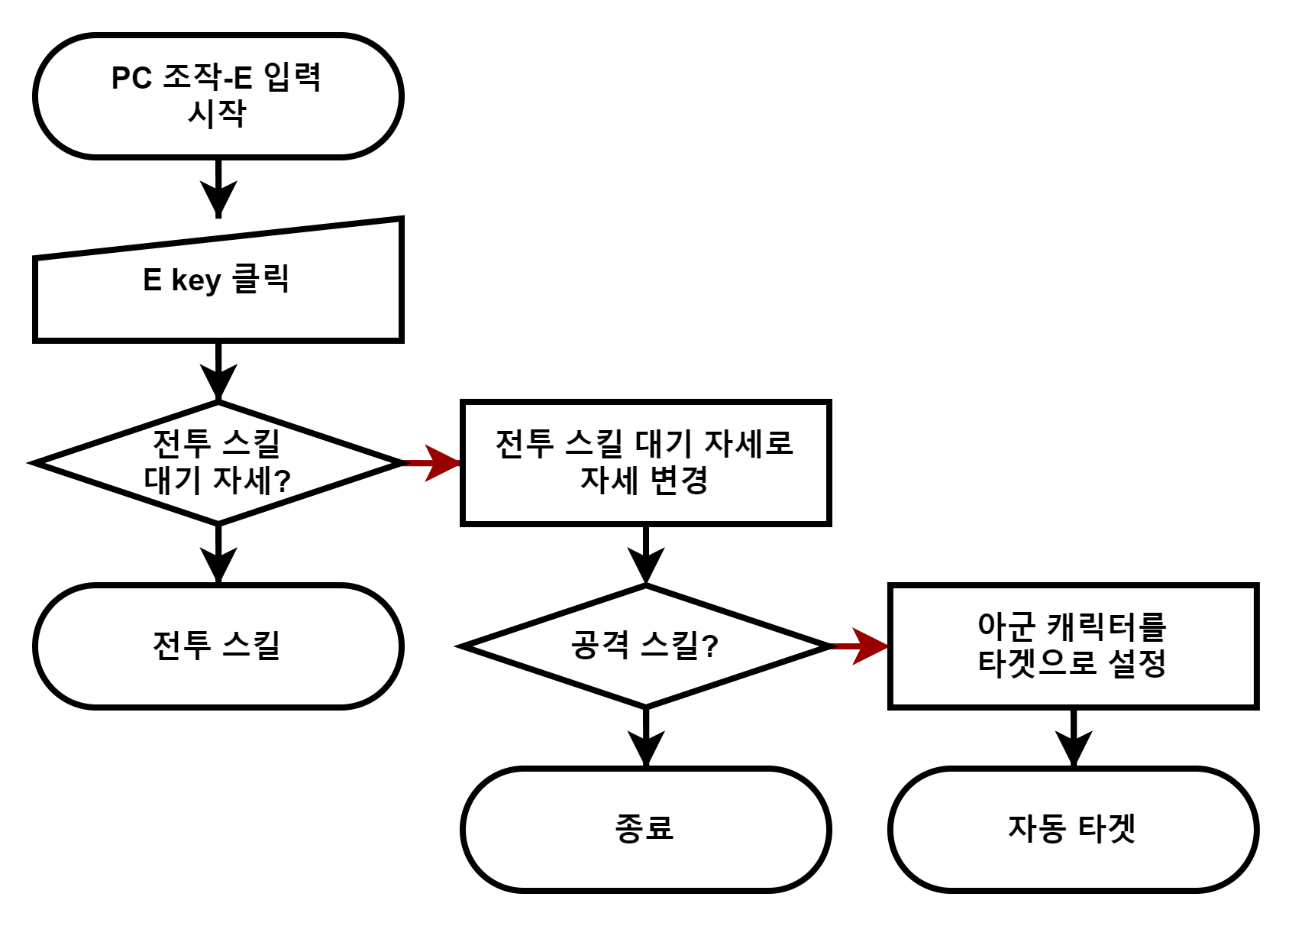 PC 조작-E 입력
시작
E key 클릭
전투 스킬
대기 자세?
전투 스킬 대기 자세로
자세 변경
전투 스킬
공격 스킬?
아군 캐릭터를
타겟으로 설정
종료
자동 타겟